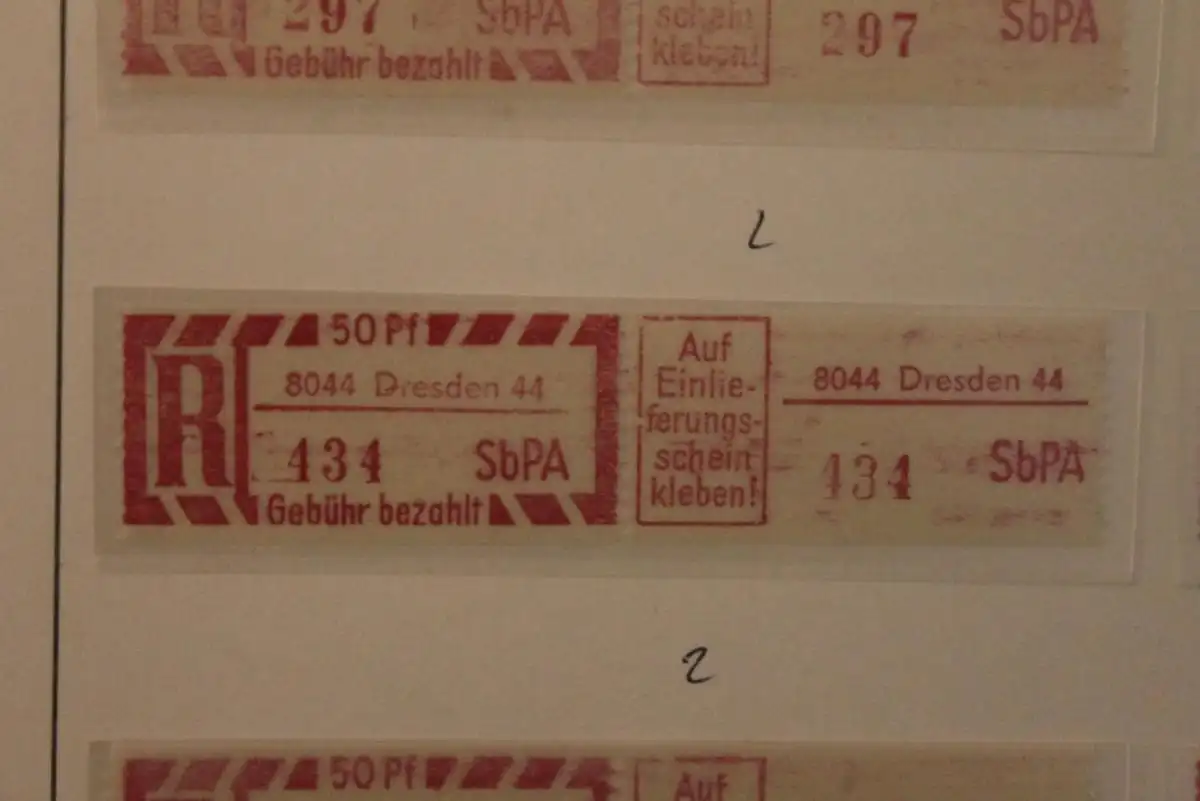 297 SbPA
Gebühr bezahlt
schein
kleben!
297 SbPA
2
50 Pf
R
8044 Dresden 44
434 SbPA
Gebühr bezahlt
Auf
Einlie-
ferungs-
schein
kleben!
8044 Dresden 44
434 SbPA
2
50 Pf
Auf